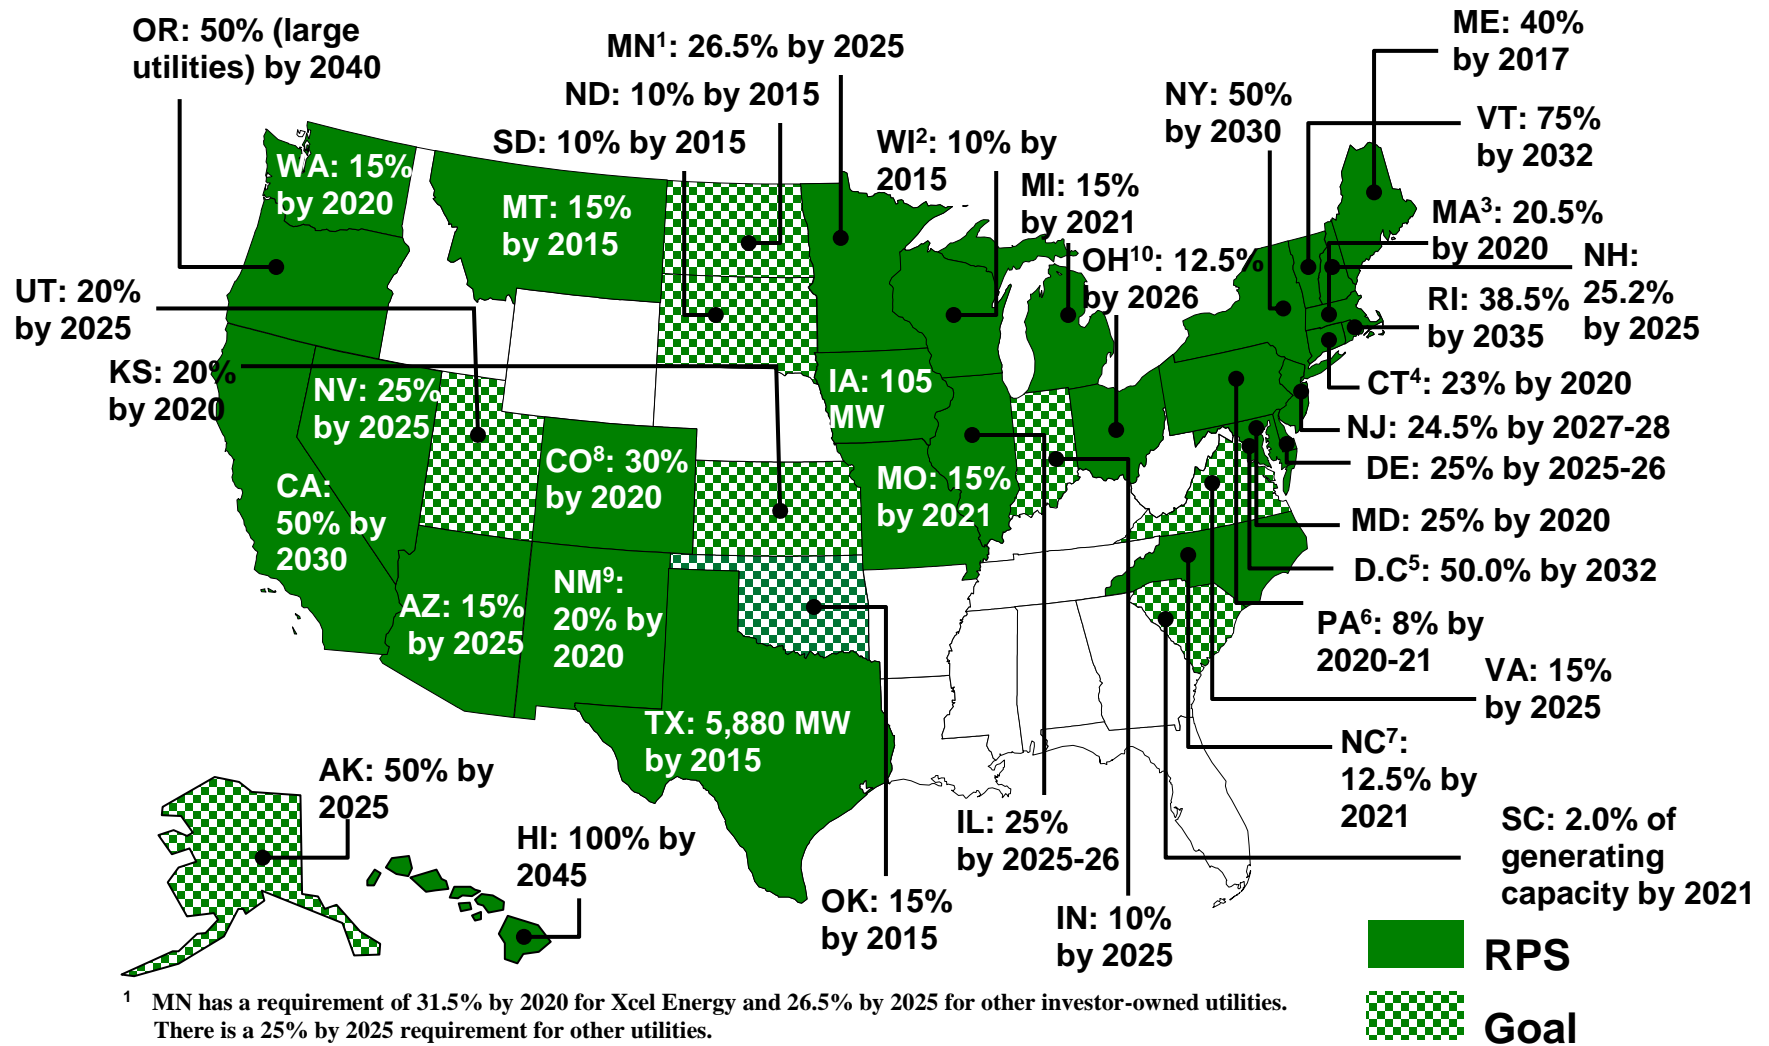 OR: 50% (large
utilities) by 2040
MN¹: 26.5% by 2025
ND: 10% by 2015
SD: 10% by 2015
WI²: 10% by
2015
MI: 15%
by 2021
OH¹⁰: 12.5%
by 2026
NY: 50%
by 2030
ME: 40%
by 2017
VT: 75%
by 2032
MA³: 20.5%
by 2020
NH:
25.2%
by 2025
RI: 38.5%
by 2035
CT⁴: 23% by 2020
NJ: 24.5% by 2027-28
DE: 25% by 2025-26
MD: 25% by 2020
D.C⁵: 50.0% by 2032
PA⁶: 8% by
2020-21
VA: 15%
by 2025
NC⁷:
12.5% by
2021
SC: 2.0% of
generating
capacity by 2021
WA: 15%
by 2020
MT: 15%
by 2015
UT: 20%
by 2025
KS: 20%
by 2020
NV: 25%
by 2025
CA:
50% by
2030
CO⁸: 30%
by 2020
IA: 105
MW
MO: 15%
by 2021
AZ: 15%
by 2025
NM⁹:
20% by
2020
TX: 5,880 MW
by 2015
AK: 50% by
2025
HI: 100% by
2045
OK: 15%
by 2015
IL: 25%
by 2025-26
IN: 10%
by 2025
RPS
Goal
¹ MN has a requirement of 31.5% by 2020 for Xcel Energy and 26.5% by 2025 for other investor-owned utilities.
There is a 25% by 2025 requirement for other utilities.